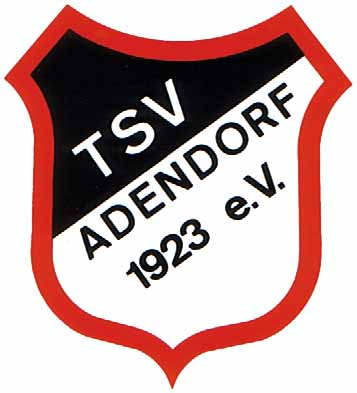 TSV
ADENDORF
1923 e.V.